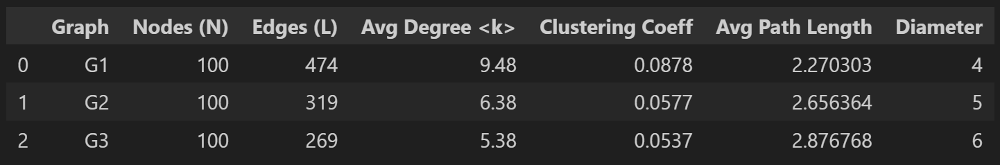 Graph Nodes (N) Edges (L) Avg Degree <k> Clustering Coeff Avg Path Length Diameter
0 G1 100 474 9.48 0.0878 2.270303 4
1 G2 100 319 6.38 0.0577 2.656364 5
2 G3 100 269 5.38 0.0537 2.876768 6